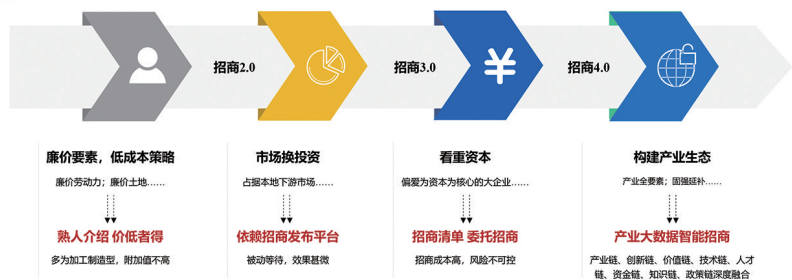 招商2.0
招商3.0
招商4.0
¥
廉价要素，低成本策略
廉价劳动力；廉价土地……
熟人介绍 价低者得
多为加工制造型，附加值不高
市场换投资
占据本地下游市场……
依赖招商发布平台
被动等待，效果甚微
看重资本
偏爱为资本为核心的大企业……
招商清单 委托招商
招商成本高，风险不可控
构建产业生态
产业全要素；固强延补……
产业大数据智能招商
产业链、创新链、价值链、技术链、人才
链、资金链、知识链、政策链深度融合